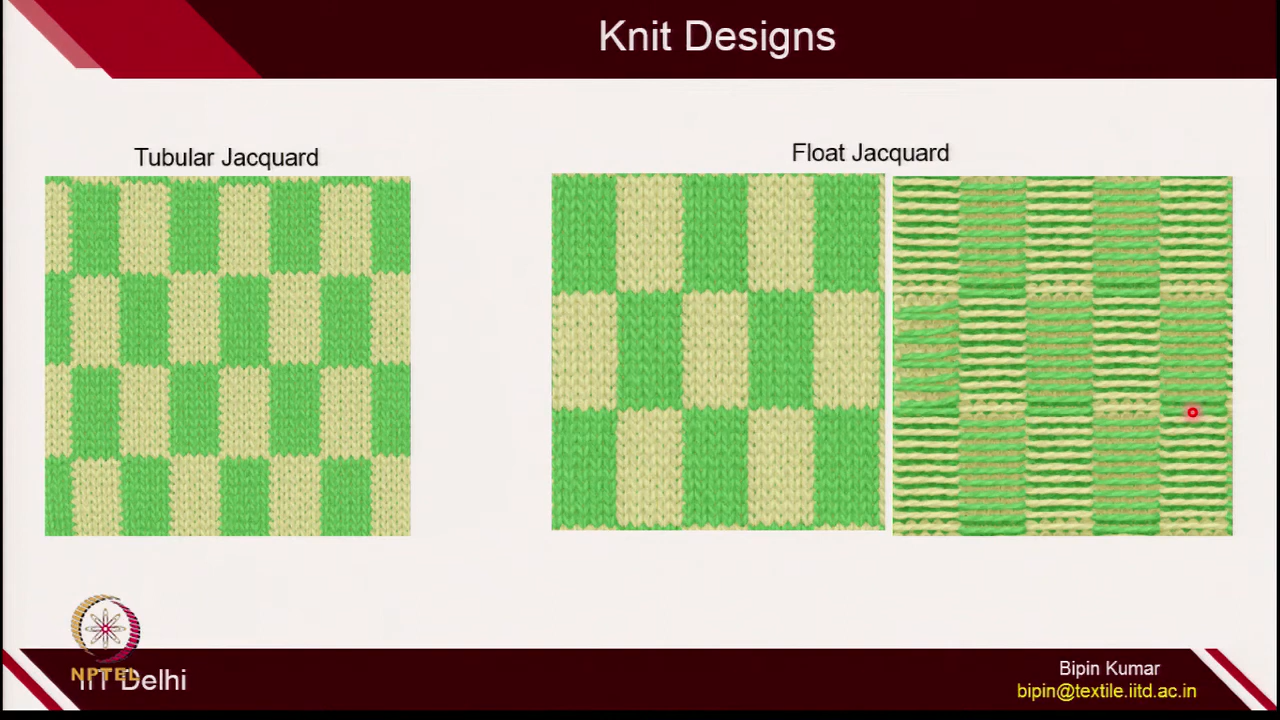 Knit Designs
Tubular Jacquard
Float Jacquard
NPTEL
IIT Delhi
Bipin Kumar
bipin@textile.iitd.ac.in